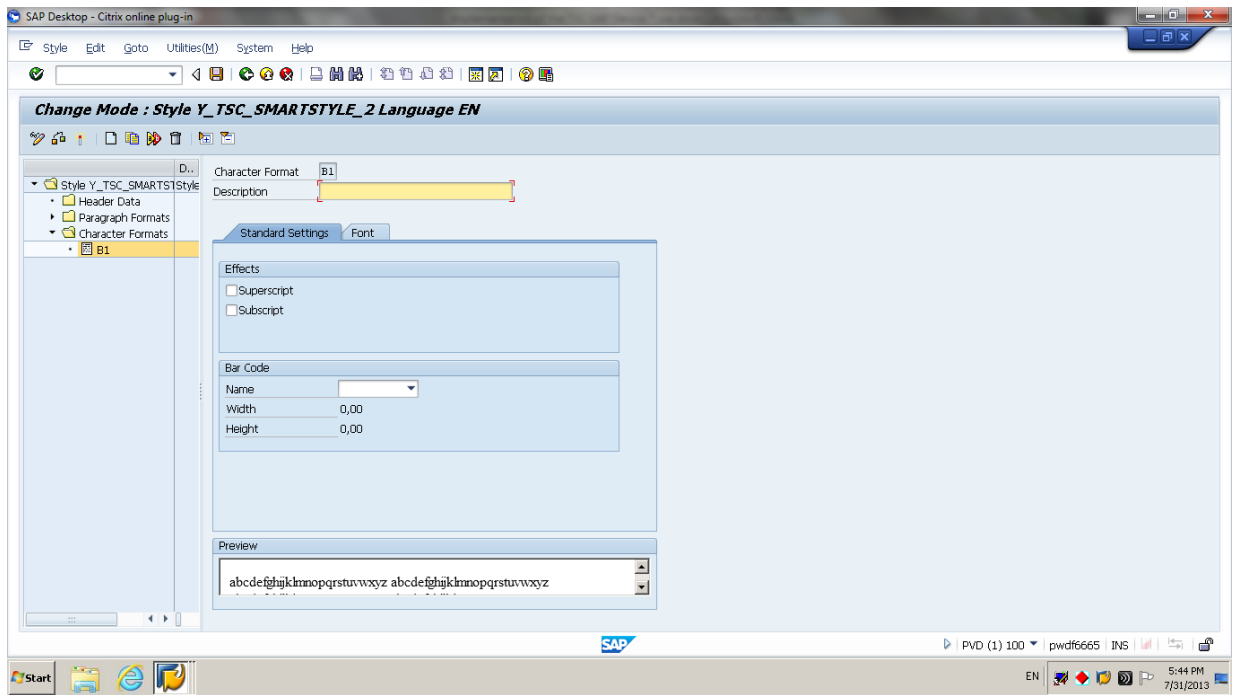 SAP Desktop - Citrix online plug-in
Style Edit Goto Utilities(M) System Help
Change Mode : Style Y_TSC_SMARTSTYLE_2 Language EN
D..
Style Y_TSC_SMARTST Style
Header Data
Paragraph Formats
Character Formats
B1
Character Format B1
Description
Standard Settings Font
Effects
Superscript
Subscript
Bar Code
Name
Width 0,00
Height 0,00
Preview
abcdefghijklmnopqrstuvwxyz abcdefghijklmnopqrstuvwxyz
SAP
PVD (1) 100 pwdf6665 INS
Start
EN
5:44 PM
7/31/2013